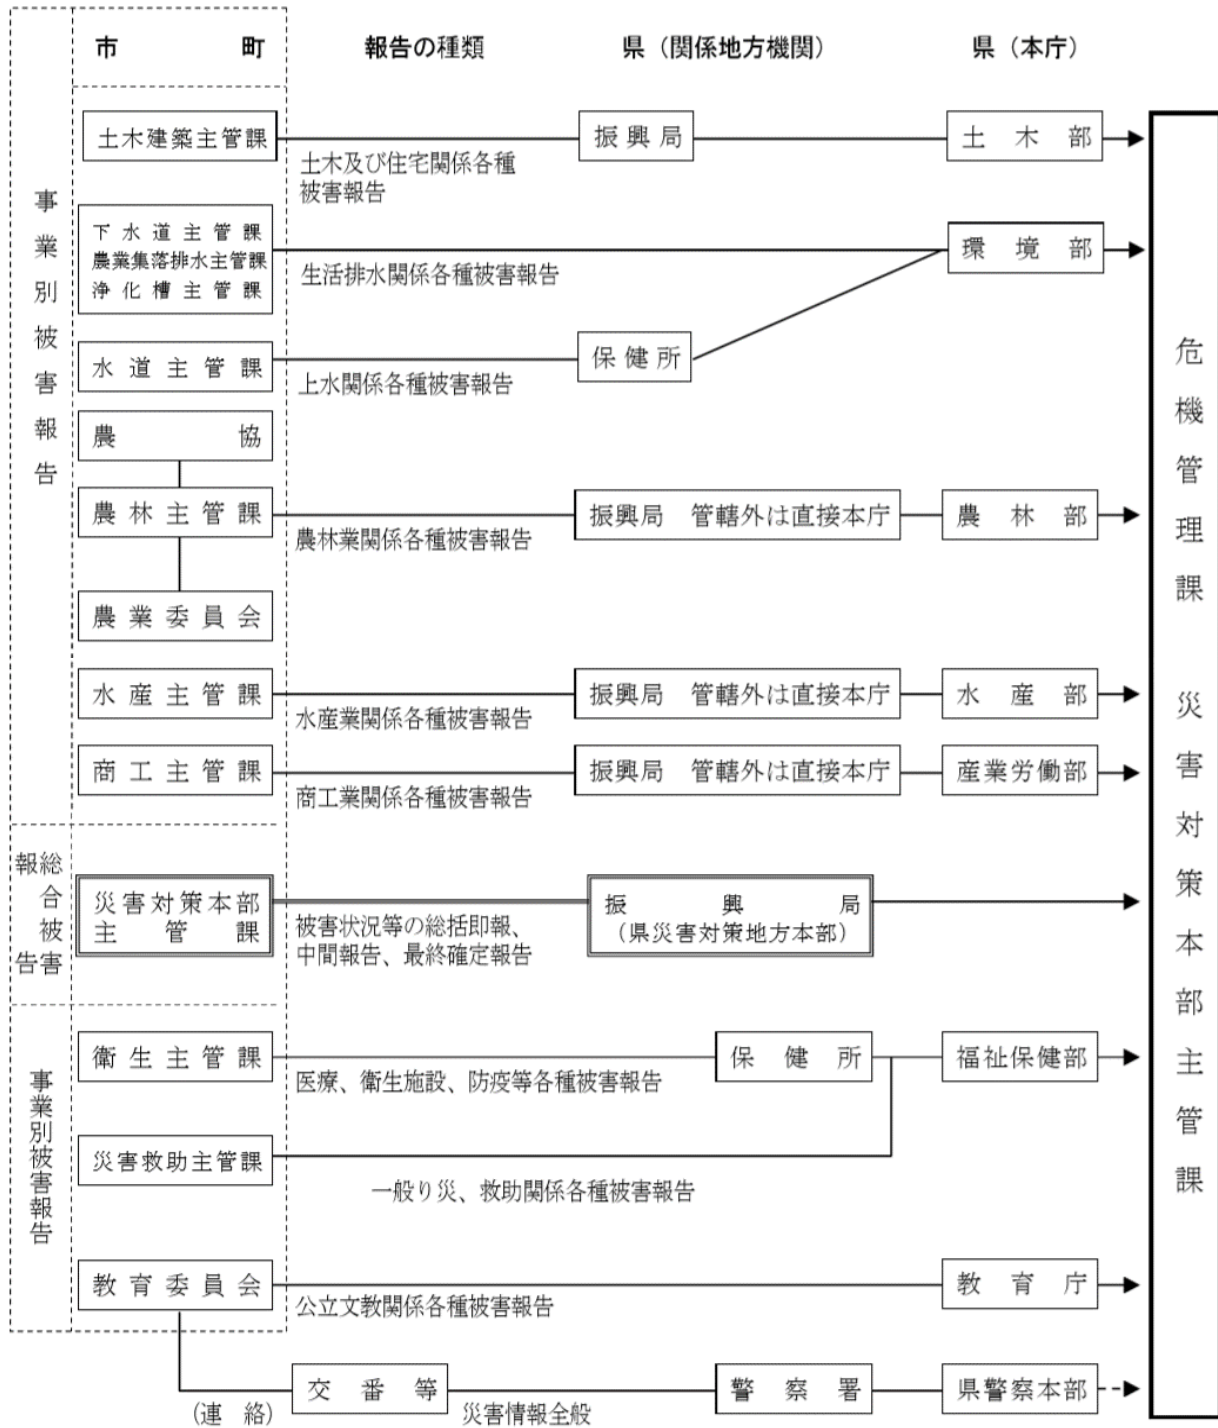 市　町　報告の種類　県（関係地方機関）　県（本庁）
事業別被害報告
土木建築主管課　振興局　土木部
土木及び住宅関係各種
被害報告
下水道主管課
農業集落排水主管課
浄化槽主管課
環境部
生活排水関係各種被害報告
水道主管課　保健所
上水関係各種被害報告
農協
農林主管課　振興局　管轄外は直接本庁　農林部
農林業関係各種被害報告
農業委員会
水産主管課　振興局　管轄外は直接本庁　水産部
水産業関係各種被害報告
商工主管課　振興局　管轄外は直接本庁　産業労働部
商工業関係各種被害報告
総合被害
報告
災害対策本部
主管課
被害状況等の総括即報、
中間報告、最終確定報告
振興局
（県災害対策地方本部）
事業別被害報告
衛生主管課　保健所　福祉保健部
医療、衛生施設、防疫等各種被害報告
災害救助主管課
一般り災、救助関係各種被害報告
教育委員会　教育庁
公立文教関係各種被害報告
交番等　警察署　県警察本部
（連絡）　災害情報全般
危機管理課　災害対策本部主管課